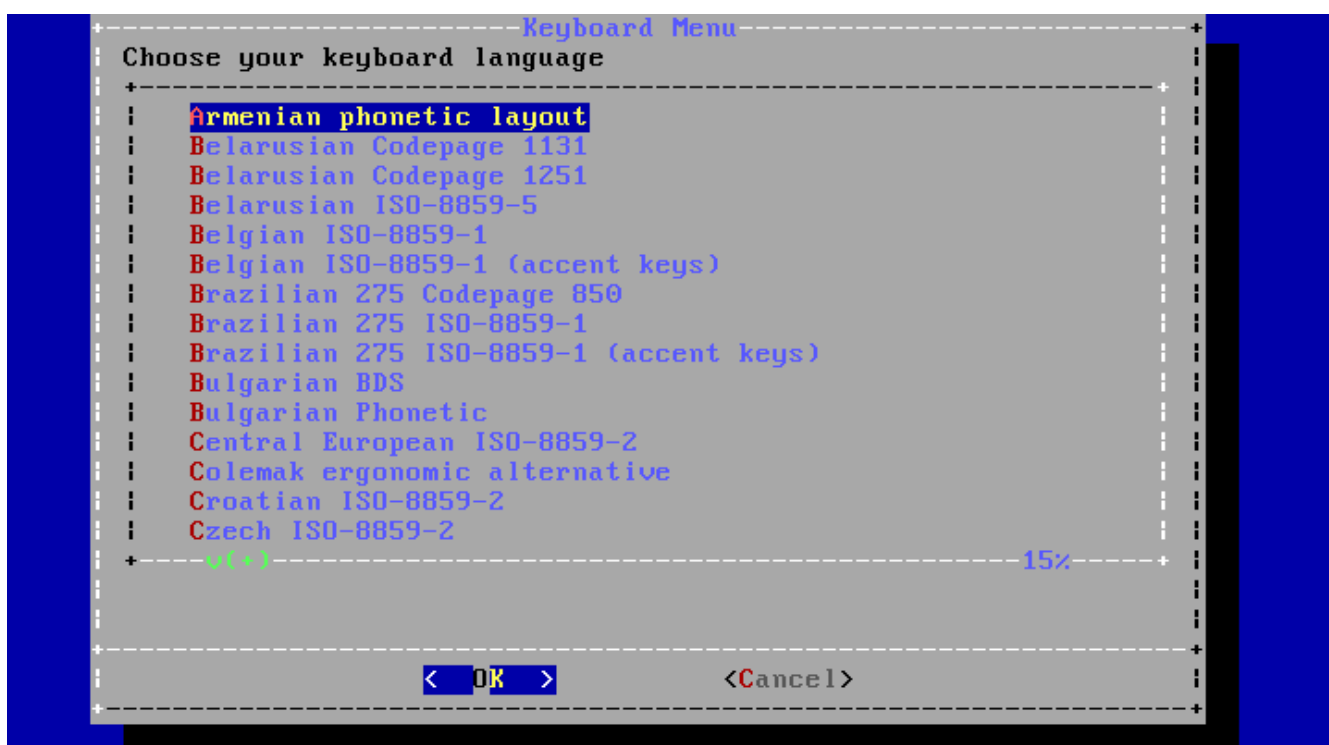 Keyboard Menu
Choose your keyboard language
Armenian phonetic layout
Belarusian Codepage 1131
Belarusian Codepage 1251
Belarusian ISO-8859-5
Belgian ISO-8859-1
Belgian ISO-8859-1 (accent keys)
Brazilian 275 Codepage 850
Brazilian 275 ISO-8859-1
Brazilian 275 ISO-8859-1 (accent keys)
Bulgarian BDS
Bulgarian Phonetic
Central European ISO-8859-2
Colemak ergonomic alternative
Croatian ISO-8859-2
Czech ISO-8859-2
v(+) 15%
< OK > <Cancel>